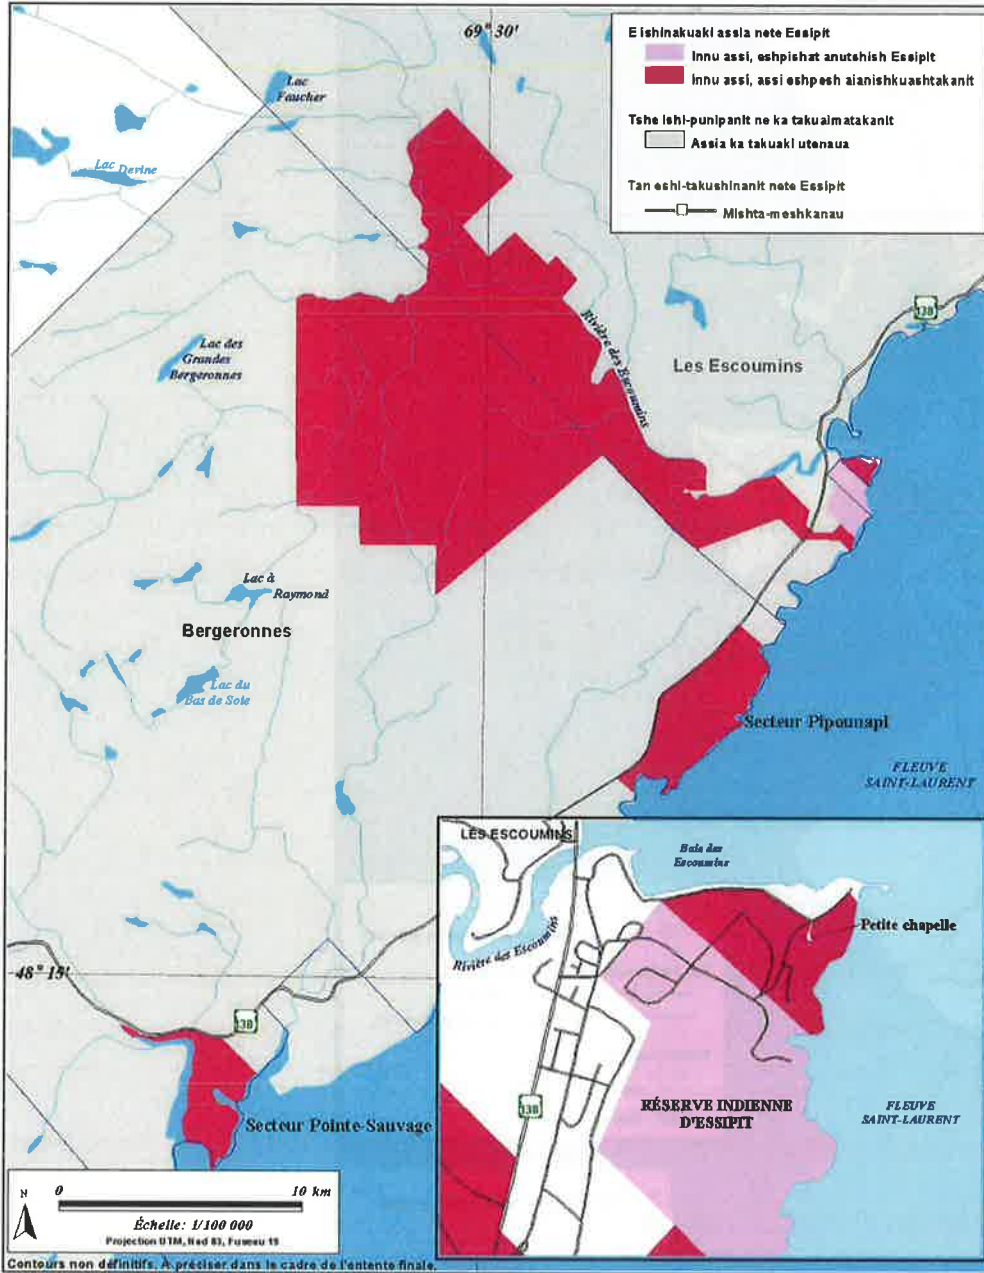 69° 30'
E ishinakuaki assia nete Essipit
Innu assi, eshpishat anutshish Essipit
Innu assi, assi eshpesh aianishkuashtakanit
Tshe ishi-punipanit ne ka takuaimatakanit
Assia ka takuaki utenaua
Tan eshi-takushinanit nete Essipit
Mishta-meshkanau
Lac
Faucher
Lac Devine
138
Rivière des Escoumins
Lac des
Grandes
Bergeronnes
Les Escoumins
Lac à
Raymond
Bergeronnes
Lac du
Bas de Soie
Secteur Pipounapi
FLEUVE
SAINT-LAURENT
LES ESCOUMINS
Baie des
Escoumins
Petite chapelle
Rivière des Escoumins
48° 15'
138
138
RÉSERVE INDIENNE
D'ESSIPIT
FLEUVE
SAINT-LAURENT
Secteur Pointe-Sauvage
N
0 10 km
Échelle: 1/100 000
Projection UTM, Nad 83, Fuseau 19
Contours non définitifs. À préciser dans le cadre de l'entente finale.